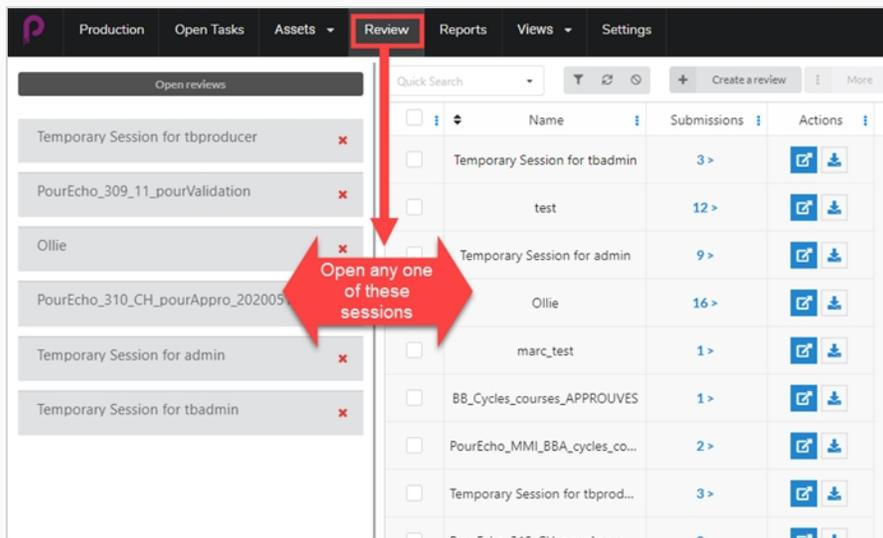 Production Open Tasks Assets Review Reports Views Settings
Open reviews
Temporary Session for tbproducer
PourEcho_309_11_pourValidation
Ollie
PourEcho_310_CH_pourAppro_202005
Temporary Session for admin
Temporary Session for tbadmin
Open any one
of these
sessions
Quick Search + Create a review More
Name Submissions Actions
Temporary Session for tbadmin 3 >
test 12 >
Temporary Session for admin 9 >
Ollie 16 >
marc_test 1 >
BB_Cycles_courses_APPROUVES 1 >
PourEcho_MMI_BBA_cycles_co... 2 >
Temporary Session for tbprod... 3 >